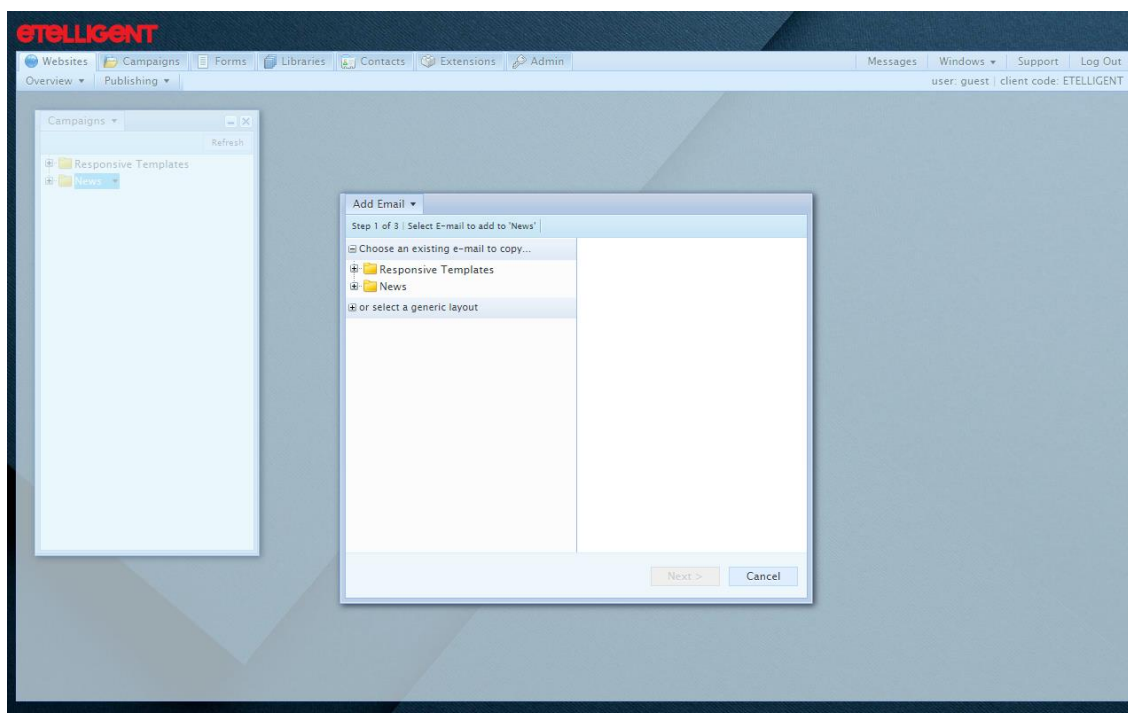 eTELLIGeNT
Websites Campaigns Forms Libraries Contacts Extensions Admin Messages Windows Support Log Out
Overview Publishing user: guest | client code: ETELLIGENT
Campaigns
Refresh
Responsive Templates
News
Add Email
Step 1 of 3 | Select E-mail to add to 'News'
Choose an existing e-mail to copy...
Responsive Templates
News
or select a generic layout
Next > Cancel